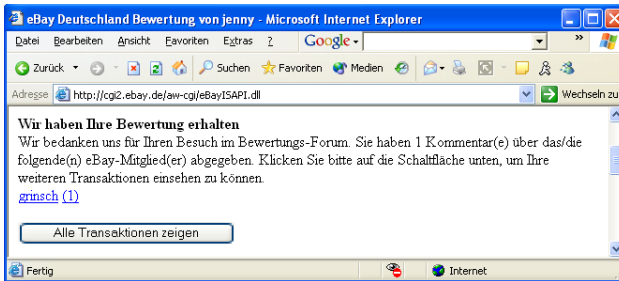 eBay Deutschland Bewertung von jenny - Microsoft Internet Explorer
Datei Bearbeiten Ansicht Favoriten Extras ? Google
Zurück Suchen Favoriten Medien
Adresse http://cgi2.ebay.de/aw-cgi/eBayISAPI.dll Wechseln zu
Wir haben Ihre Bewertung erhalten
Wir bedanken uns für Ihren Besuch im Bewertungs-Forum. Sie haben 1 Kommentar(e) über das/die
folgende(n) eBay-Mitglied(er) abgegeben. Klicken Sie bitte auf die Schaltfläche unten, um Ihre
weiteren Transaktionen einsehen zu können.
grinsch (1)
Alle Transaktionen zeigen
Fertig Internet